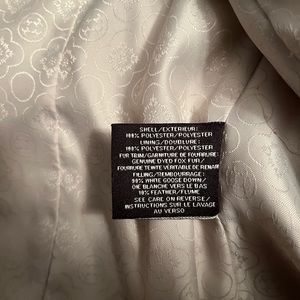 SHELL/EXTERIEUR:
100% POLYESTER/POLYESTER
LINING/DOUBLURE:
100% POLYESTER/POLYESTER
FUR TRIM/GARNITURE DE FOURRURE:
GENUINE DYED FOX FUR/
FOURRURE TEINTE VERITABLE DE RENARD
FILLING/REMBOURRAGE:
90% WHITE GOOSE DOWN/
OIE BLANCHE VERS LE BAS
10% FEATHER/PLUME
SEE CARE ON REVERSE/
INSTRUCTIONS SUR LE LAVAGE
AU VERSO